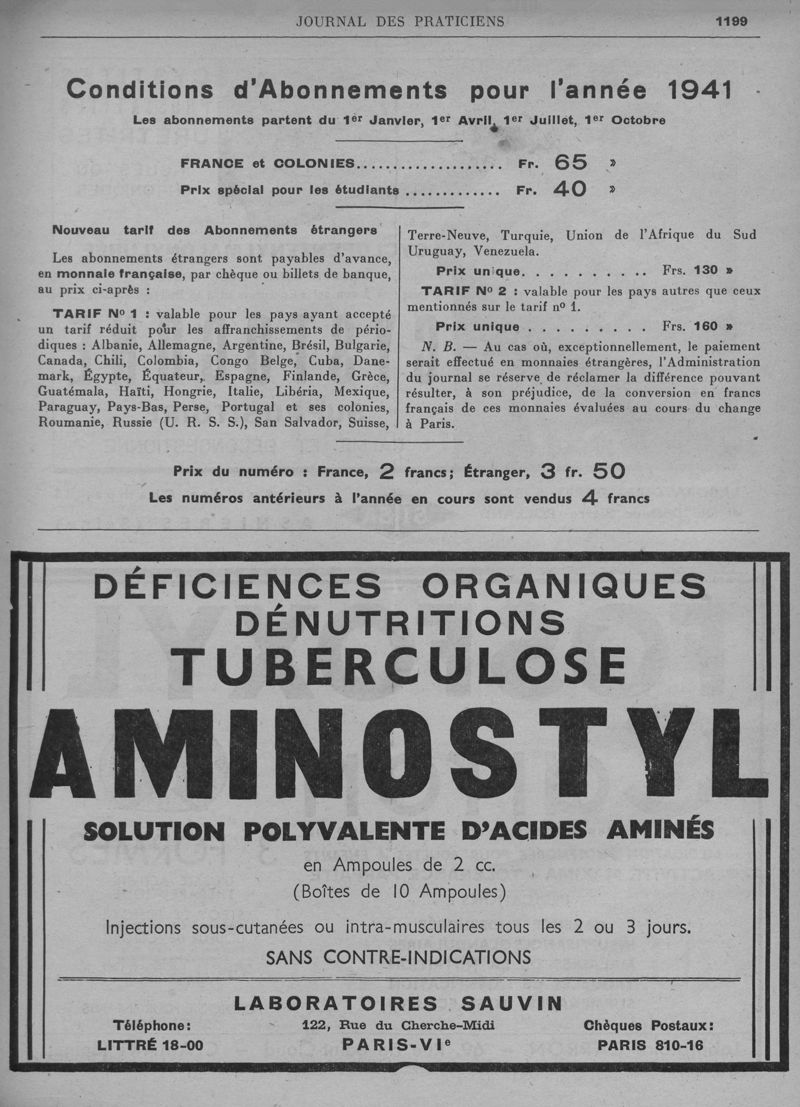 JOURNAL DES PRATICIENS 1199
Conditions d'Abonnements pour l'année 1941
Les abonnements partent du 1er Janvier, 1er Avril, 1er Juillet, 1er Octobre
FRANCE et COLONIES..................... Fr. 65 »
Prix spécial pour les étudiants ............. Fr. 40 »
Nouveau tarif des Abonnements étrangers
Les abonnements étrangers sont payables d'avance,
en monnaie française, par chèque ou billets de banque,
au prix ci-après :
TARIF No 1 : valable pour les pays ayant accepté
un tarif réduit pour les affranchissements de pério-
diques : Albanie, Allemagne, Argentine, Brésil, Bulgarie,
Canada, Chili, Colombia, Congo Belge, Cuba, Dane-
mark, Égypte, Équateur, Espagne, Finlande, Grèce,
Guatémala, Haïti, Hongrie, Italie, Libéria, Mexique,
Paraguay, Pays-Bas, Perse, Portugal et ses colonies,
Roumanie, Russie (U. R. S. S.), San Salvador, Suisse,
Terre-Neuve, Turquie, Union de l'Afrique du Sud
Uruguay, Venezuela.
Prix unique. . . . . . . . . . Frs. 130 »
TARIF No 2 : valable pour les pays autres que ceux
mentionnés sur le tarif no 1.
Prix unique . . . . . . . . . Frs. 160 »
N. B. — Au cas où, exceptionnellement, le paiement
serait effectué en monnaies étrangères, l'Administration
du journal se réserve de réclamer la différence pouvant
résulter, à son préjudice, de la conversion en francs
français de ces monnaies évaluées au cours du change
à Paris.
Prix du numéro : France, 2 francs; Étranger, 3 fr. 50
Les numéros antérieurs à l'année en cours sont vendus 4 francs
DÉFICIENCES ORGANIQUES
DÉNUTRITIONS
TUBERCULOSE
AMINOSTYL
SOLUTION POLYVALENTE D'ACIDES AMINÉS
en Ampoules de 2 cc.
(Boîtes de 10 Ampoules)
Injections sous-cutanées ou intra-musculaires tous les 2 ou 3 jours.
SANS CONTRE-INDICATIONS
LABORATOIRES SAUVIN
Téléphone: 122, Rue du Cherche-Midi Chèques Postaux:
LITTRÉ 18-00 PARIS-VIe PARIS 810-16